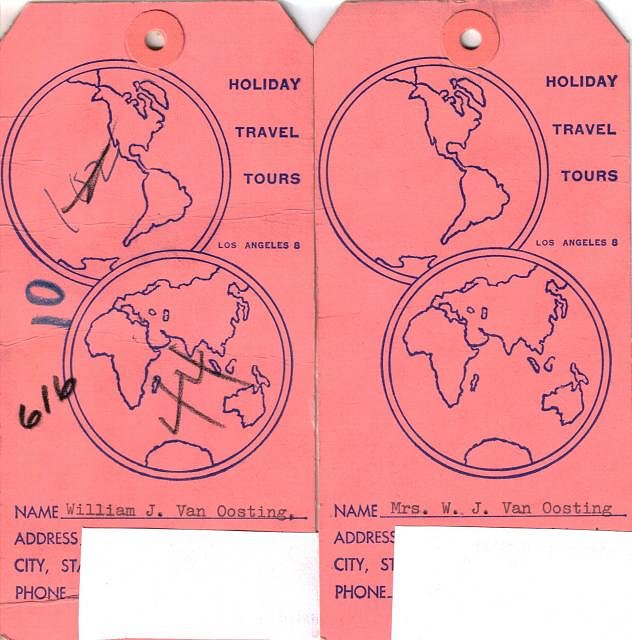 HOLIDAY
TRAVEL
TOURS
LOS ANGELES 8
10
616
NAME William J. Van Oosting,
ADDRESS
CITY, STA
PHONE
HOLIDAY
TRAVEL
TOURS
LOS ANGELES 8
NAME Mrs. W. J. Van Oosting
ADDRESS
CITY, ST
PHONE